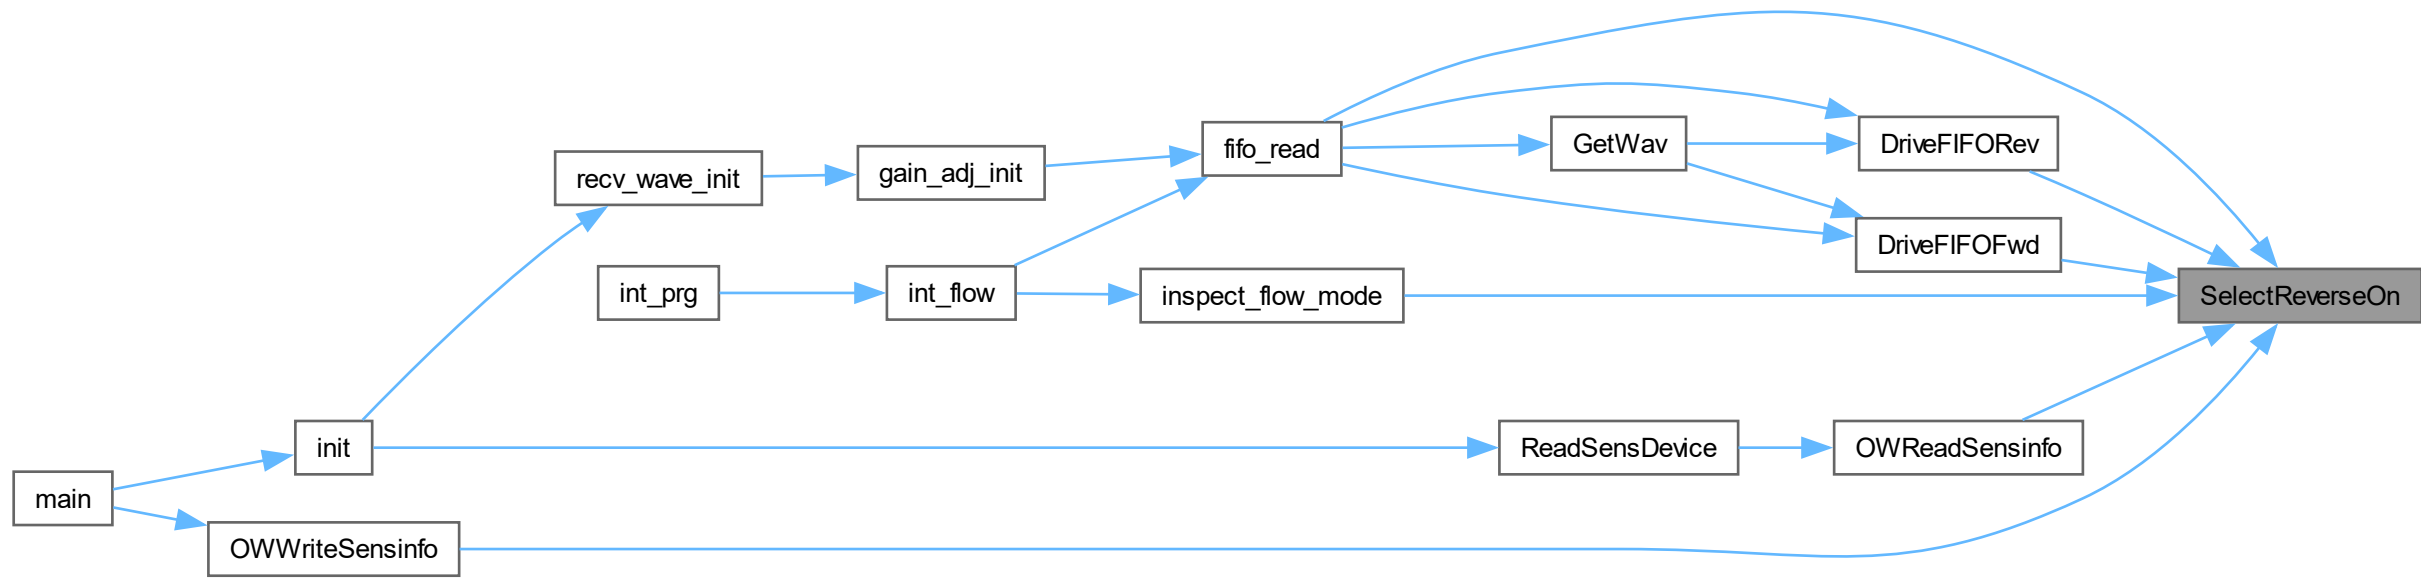 main
init
OWWriteSensinfo
recv_wave_init
int_prg
gain_adj_init
int_flow
fifo_read
inspect_flow_mode
GetWav
ReadSensDevice
DriveFIFORev
DriveFIFOFwd
OWReadSensinfo
SelectReverseOn